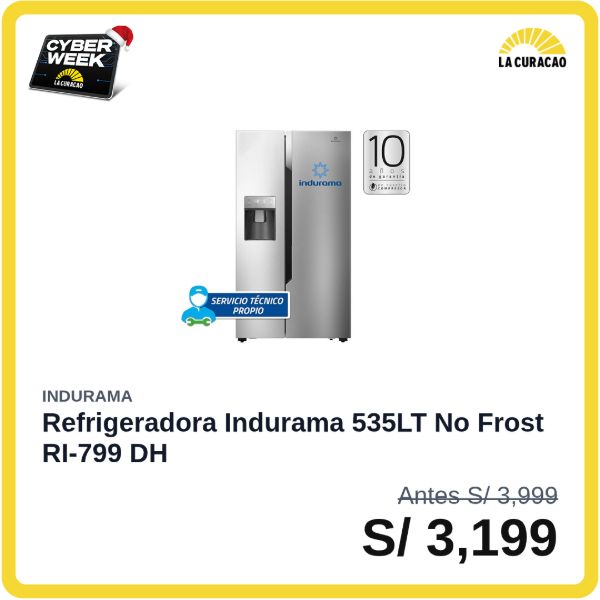 CYBER
WEEK
LA CURACAO
LA CURACAO
indurama
10
años
de garantía
COMPRESOR
SERVICIO TÉCNICO
PROPIO
INDURAMA
Refrigeradora Indurama 535LT No Frost
RI-799 DH
Antes S/ 3,999
S/ 3,199